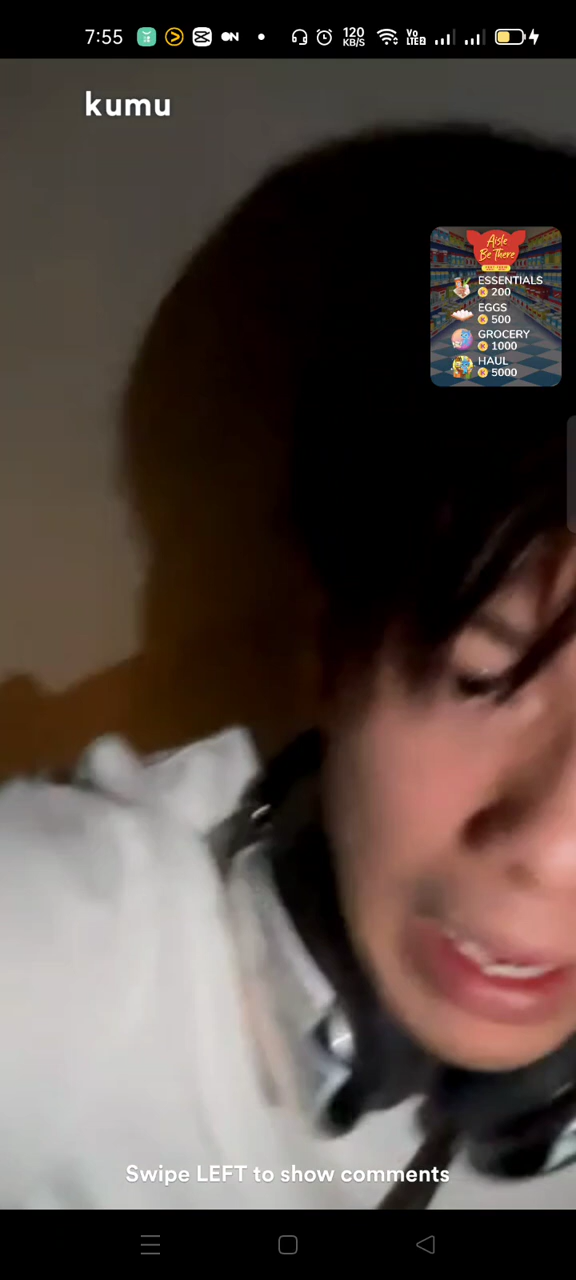 7:55
ON
120
KB/S
Vo
LTE2
kumu
Aisle
Be There
ESSENTIALS
200
EGGS
500
GROCERY
1000
HAUL
5000
Swipe LEFT to show comments